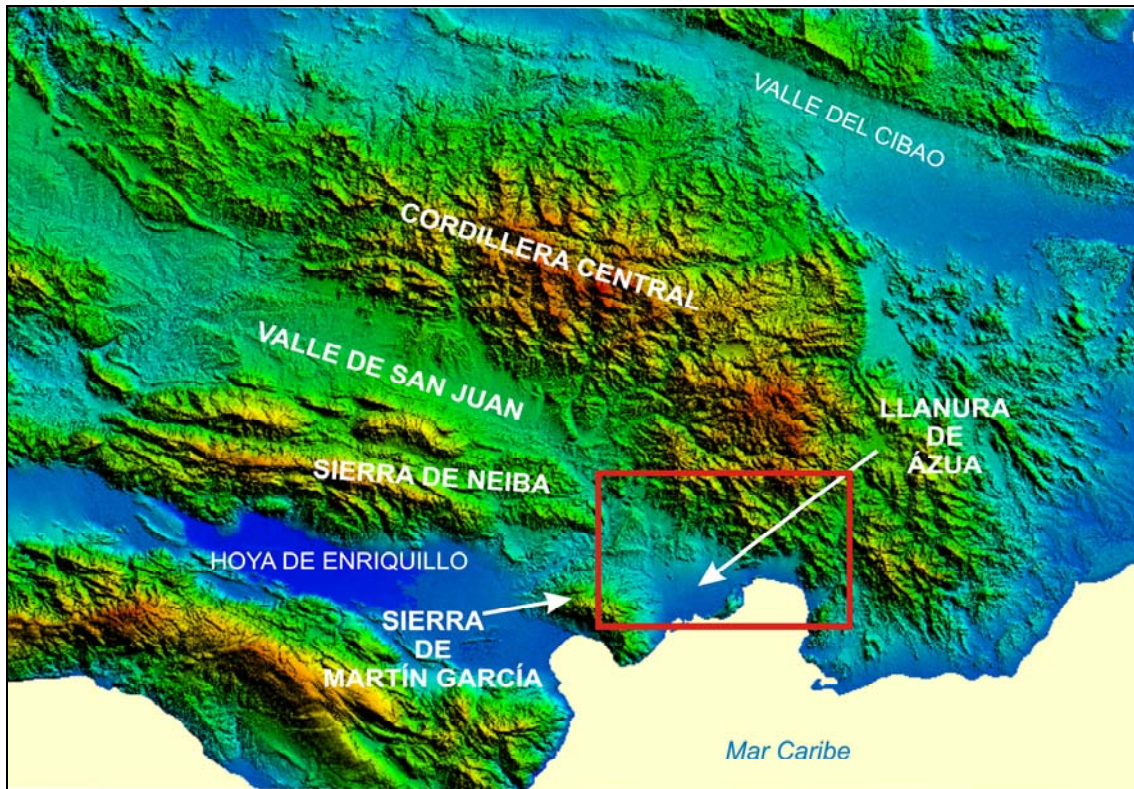 VALLE DEL CIBAO
CORDILLERA CENTRAL
VALLE DE SAN JUAN
LLANURA
DE
ÁZUA
SIERRA DE NEIBA
HOYA DE ENRIQUILLO
SIERRA
DE
MARTÍN GARCÍA
Mar Caribe